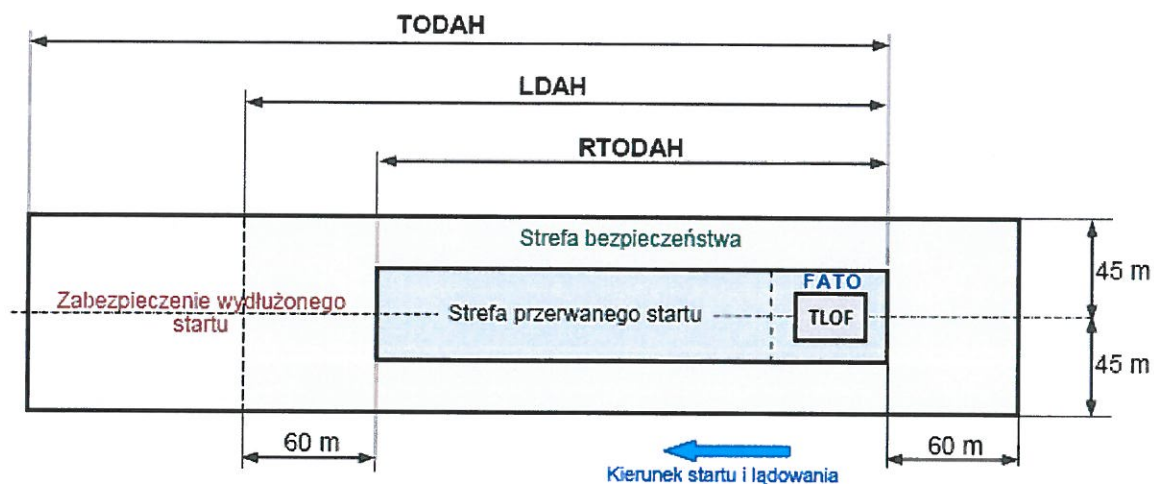 TODAH
LDAH
RTODAH
Strefa bezpieczeństwa
45 m
FATO
Zabezpieczenie wydłużonego
startu
Strefa przerwanego startu
TLOF
45 m
60 m
60 m
Kierunek startu i lądowania